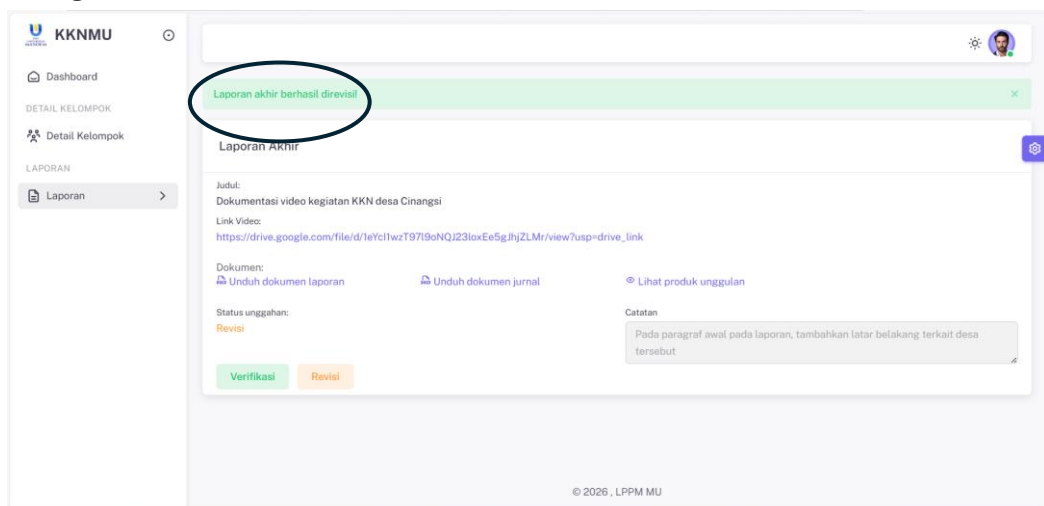 KKNMU
Dashboard
DETAIL KELOMPOK
Detail Kelompok
LAPORAN
Laporan
Laporan akhir berhasil direvisi!
Laporan Akhir
Judul:
Dokumentasi video kegiatan KKN desa Cinangsi
Link Video:
https://drive.google.com/file/d/1eYcI1wzT97l9oNQJ23loxEe5gJhjZLMr/view?usp=drive_link
Dokumen:
Unduh dokumen laporan Unduh dokumen jurnal Lihat produk unggulan
Status unggahan:
Revisi
Catatan
Pada paragraf awal pada laporan, tambahkan latar belakang terkait desa
tersebut
Verifikasi Revisi
© 2026 , LPPM MU